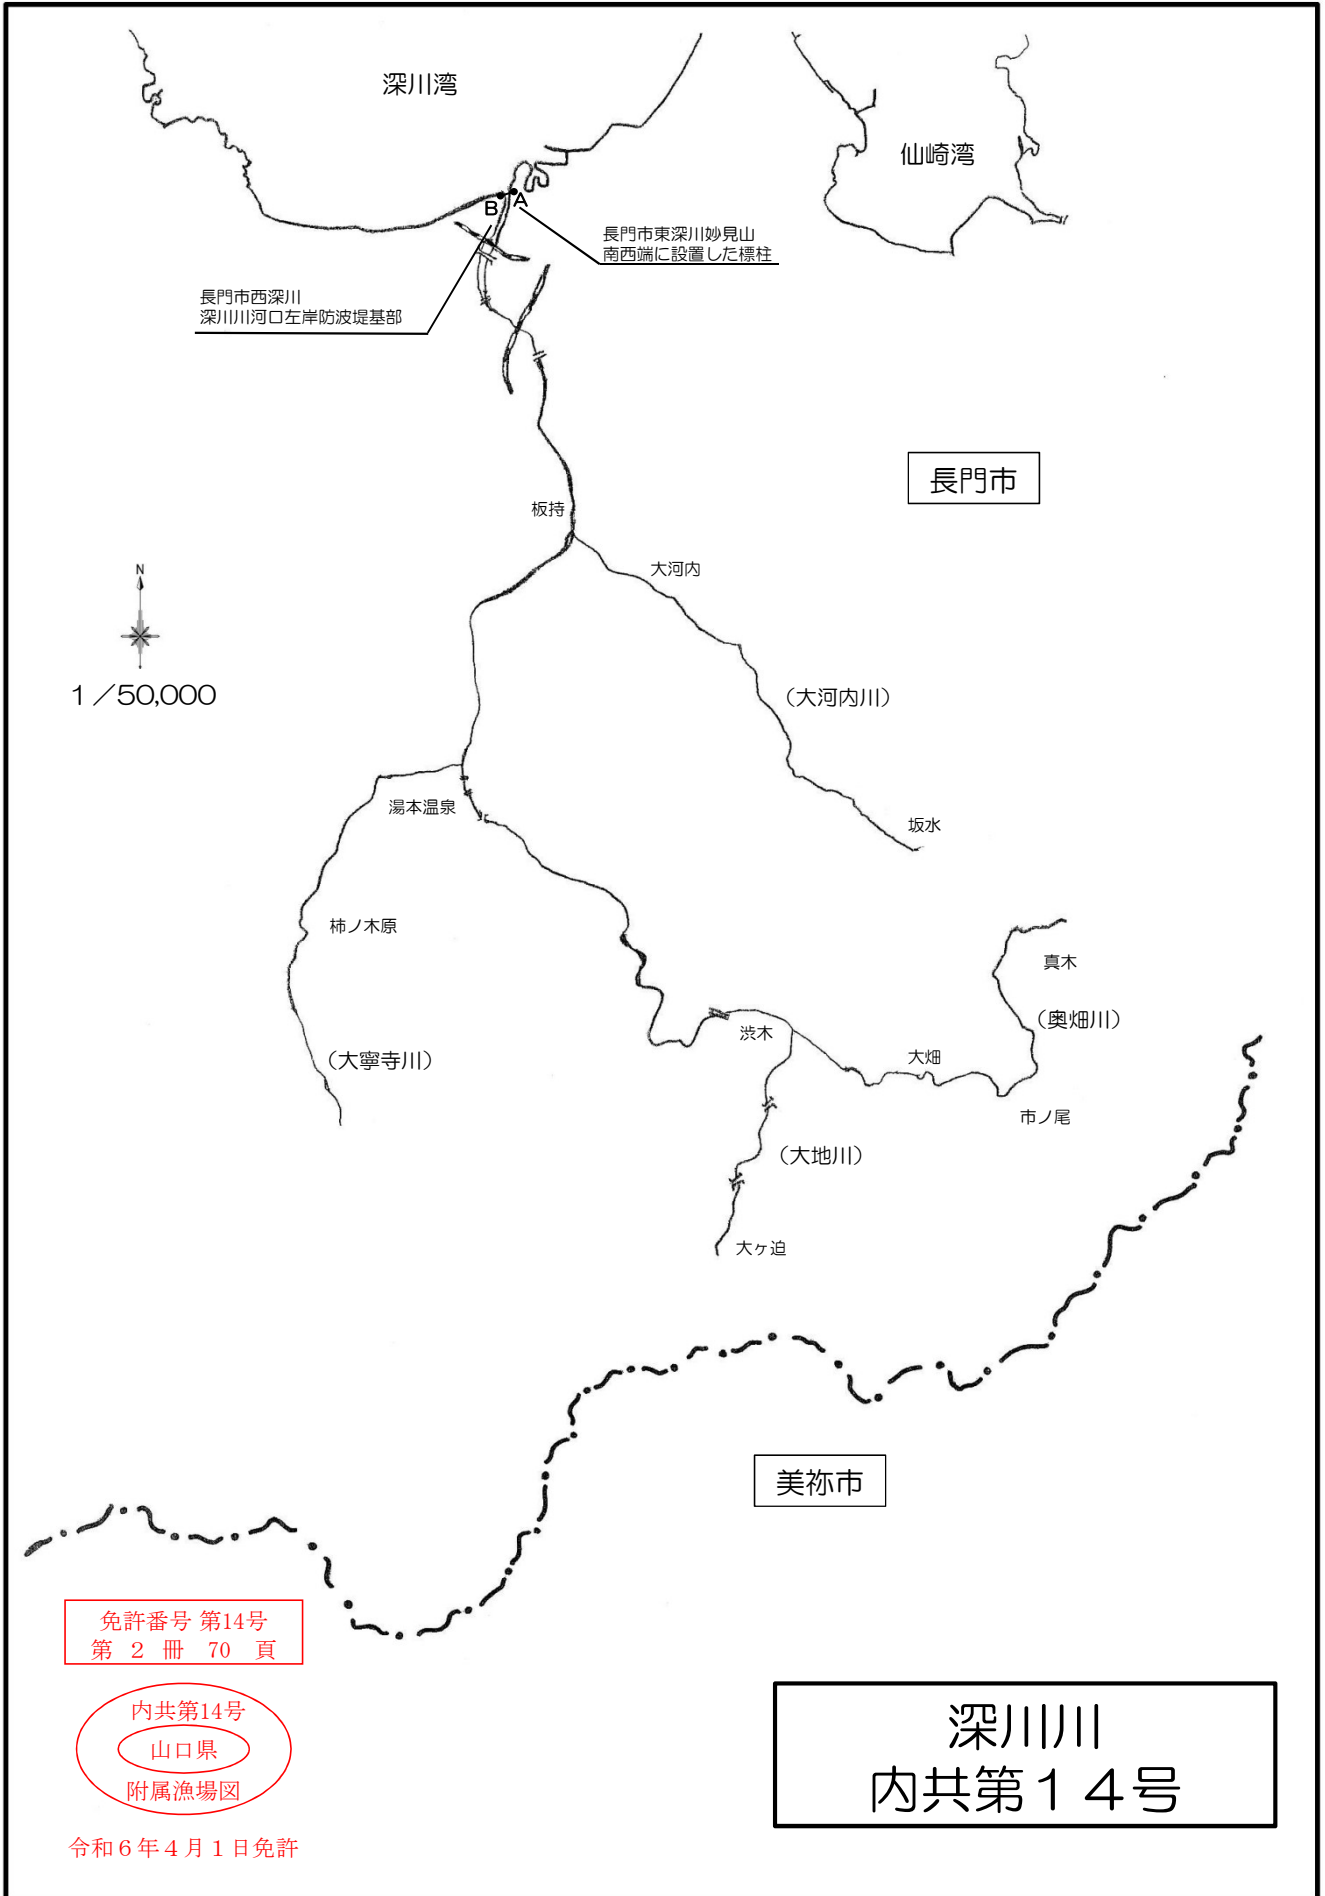 深川湾
仙崎湾
B
A
長門市東深川妙見山
南西端に設置した標柱
長門市西深川
深川川河口左岸防波堤基部
長門市
板持
大河内
N
1／50,000
（大河内川）
湯本温泉
坂水
柿ノ木原
真木
（奥畑川）
渋木
大畑
（大寧寺川）
市ノ尾
（大地川）
大ヶ迫
美祢市
免許番号 第14号
第 2 冊 70 頁
内共第14号
山口県
附属漁場図
令和６年４月１日免許
深川川
内共第１４号